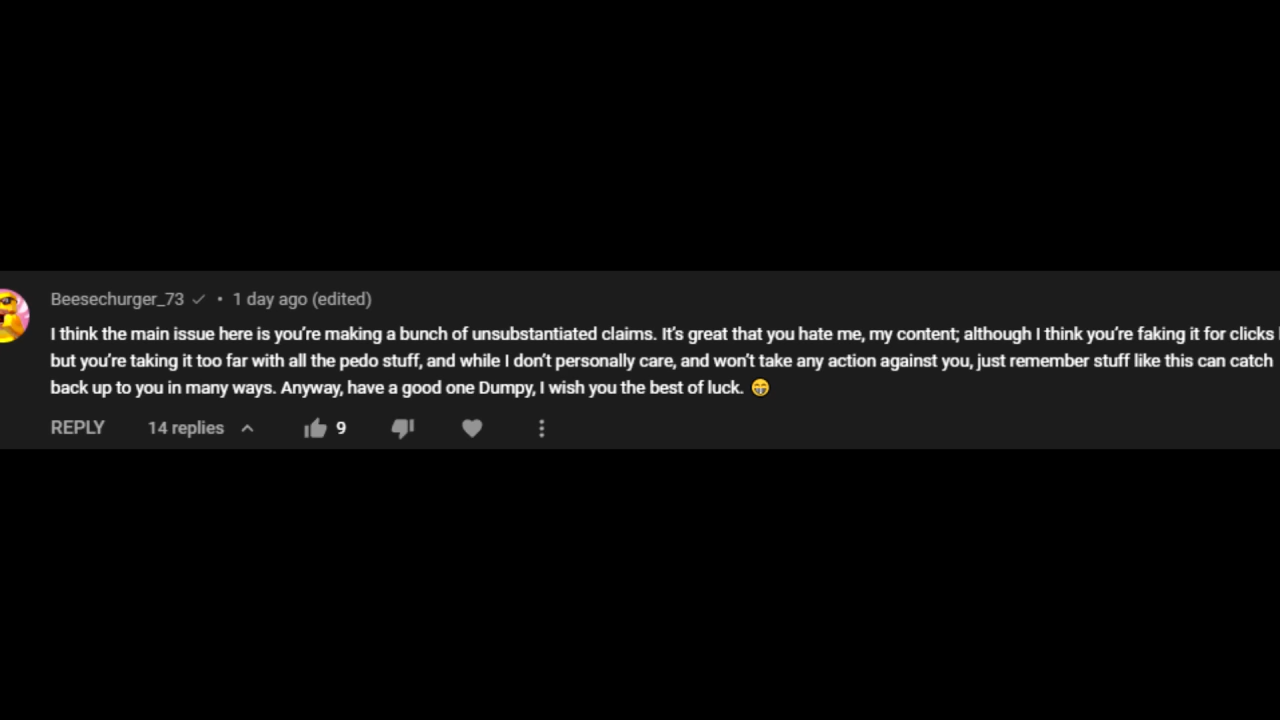 Beesechurger_73 ✓ • 1 day ago (edited)
I think the main issue here is you're making a bunch of unsubstantiated claims. It's great that you hate me, my content; although I think you're faking it for clicks
but you're taking it too far with all the pedo stuff, and while I don't personally care, and won't take any action against you, just remember stuff like this can catch
back up to you in many ways. Anyway, have a good one Dumpy, I wish you the best of luck. 😁
REPLY 14 replies 9